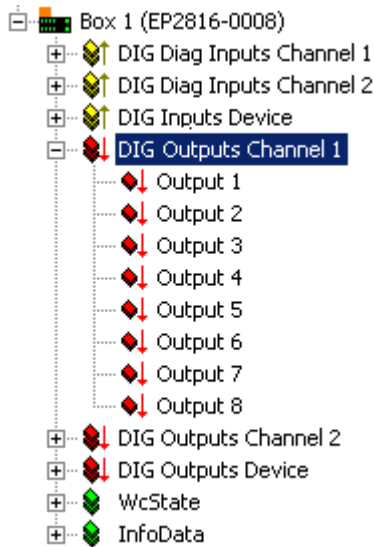 Box 1 (EP2816-0008)
DIG Diag Inputs Channel 1
DIG Diag Inputs Channel 2
DIG Inputs Device
DIG Outputs Channel 1
Output 1
Output 2
Output 3
Output 4
Output 5
Output 6
Output 7
Output 8
DIG Outputs Channel 2
DIG Outputs Device
WcState
InfoData